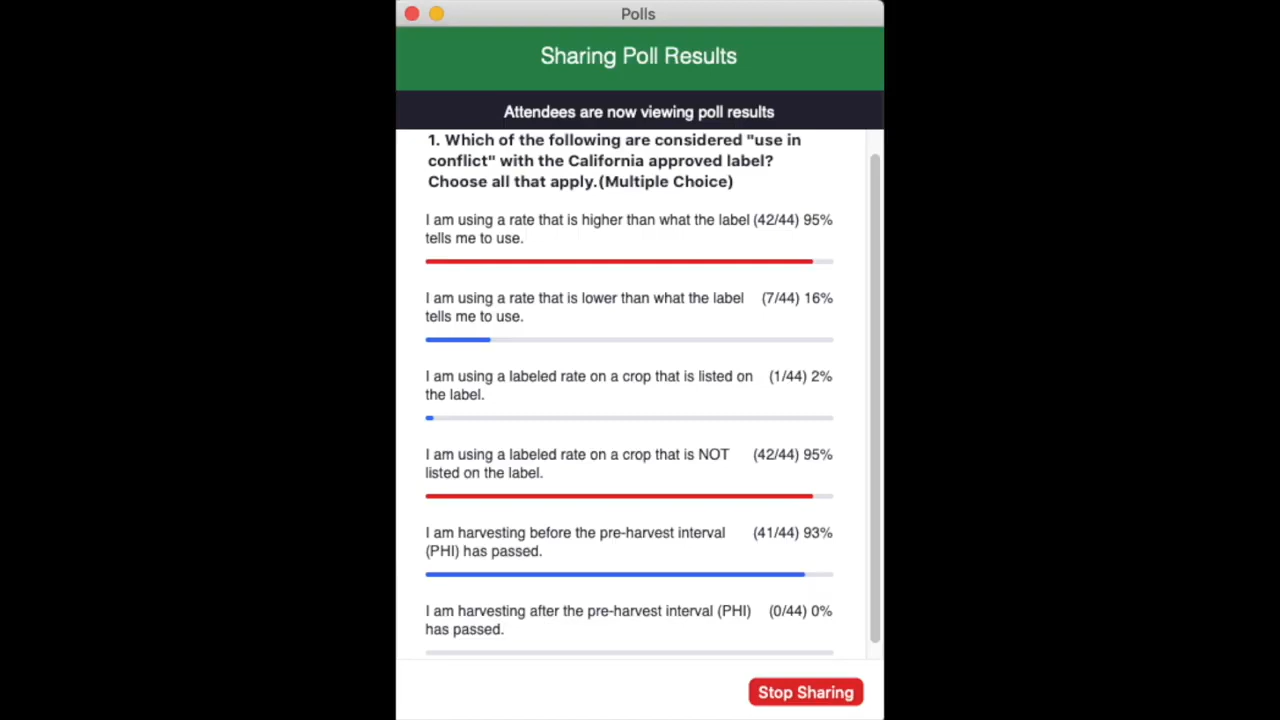 Polls
Sharing Poll Results
Attendees are now viewing poll results
1. Which of the following are considered "use in
conflict" with the California approved label?
Choose all that apply.(Multiple Choice)
I am using a rate that is higher than what the label (42/44) 95%
tells me to use.
I am using a rate that is lower than what the label (7/44) 16%
tells me to use.
I am using a labeled rate on a crop that is listed on (1/44) 2%
the label.
I am using a labeled rate on a crop that is NOT (42/44) 95%
listed on the label.
I am harvesting before the pre-harvest interval (41/44) 93%
(PHI) has passed.
I am harvesting after the pre-harvest interval (PHI) (0/44) 0%
has passed.
Stop Sharing